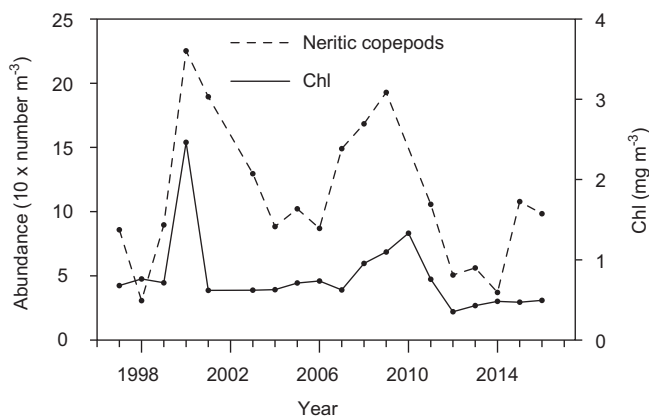 25
20
15
10
5
0
Abundance (10 x number m⁻³)
Neritic copepods
Chl
4
3
2
1
0
Chl (mg m⁻³)
1998 2002 2006 2010 2014
Year